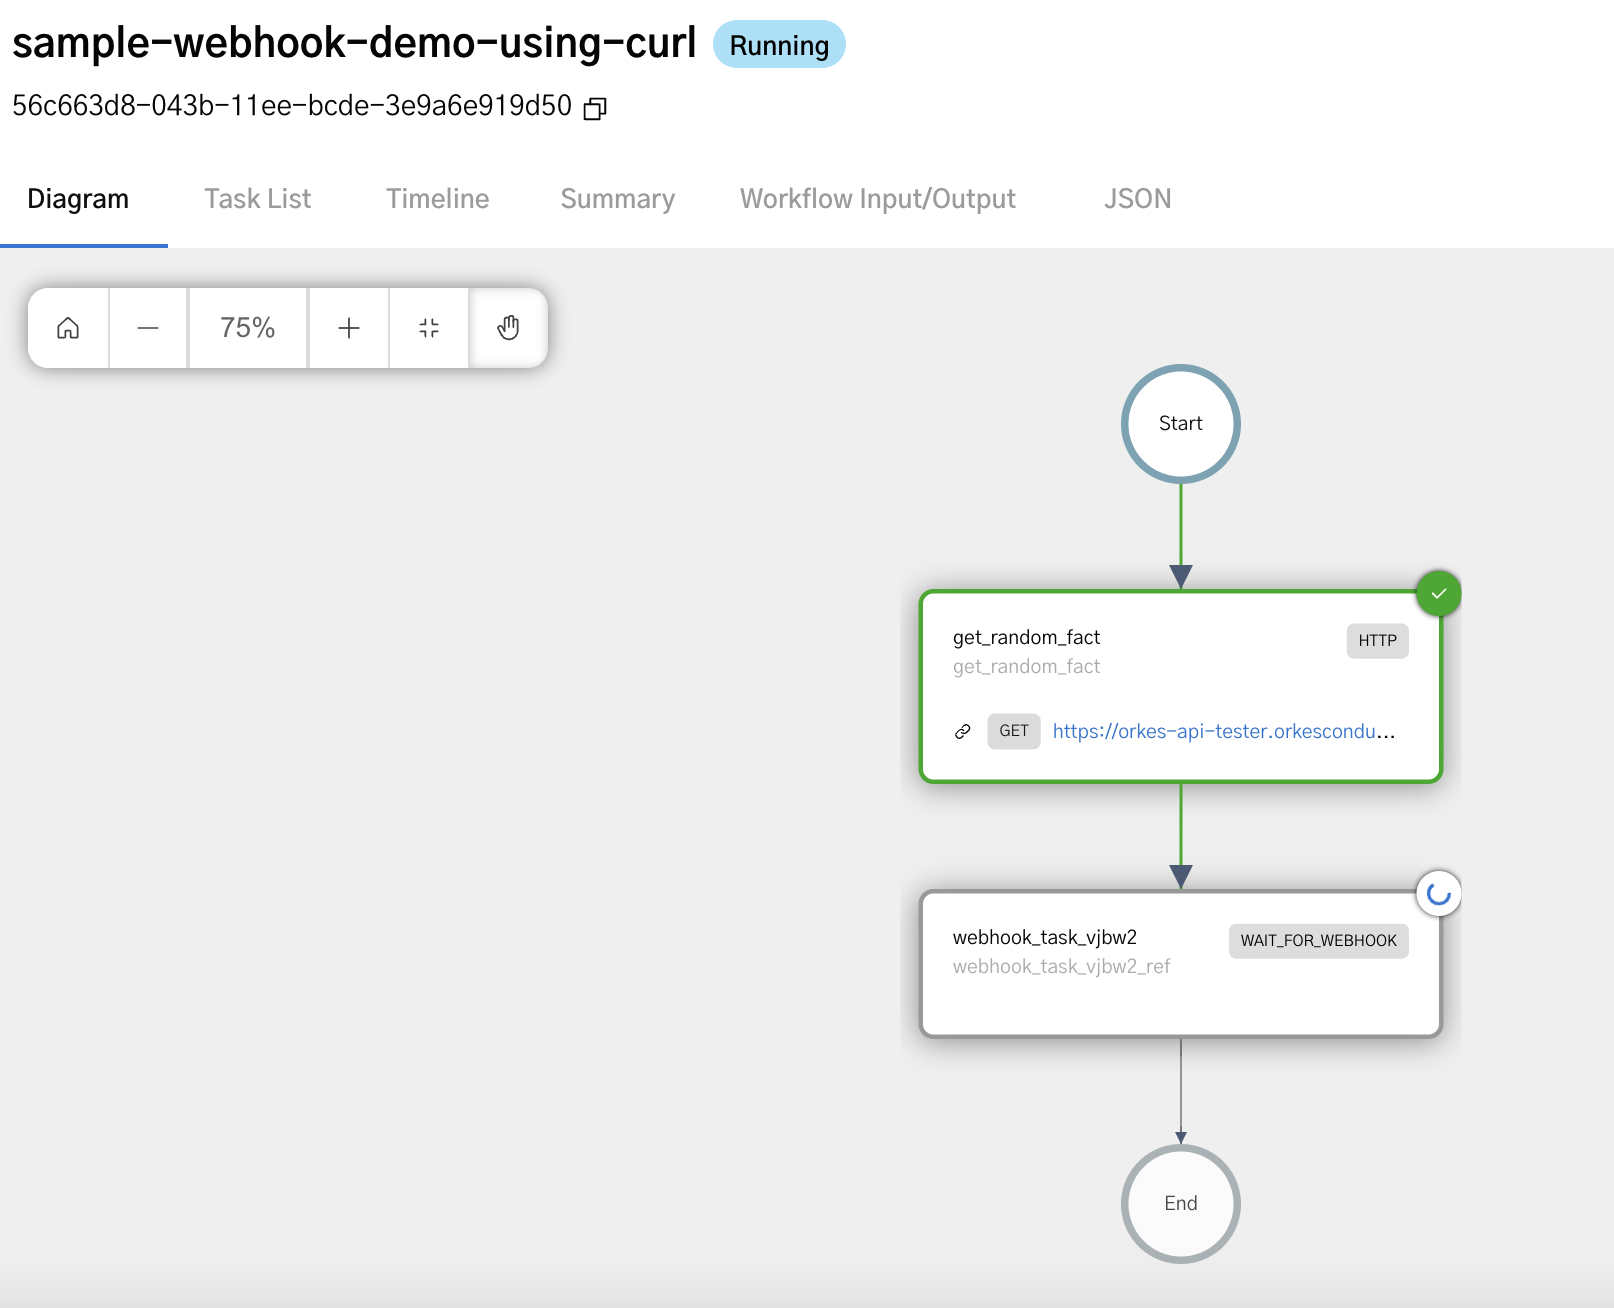 sample-webhook-demo-using-curl Running
56c663d8-043b-11ee-bcde-3e9a6e919d50
Diagram Task List Timeline Summary Workflow Input/Output JSON
75%
Start
get_random_fact HTTP
get_random_fact
GET https://orkes-api-tester.orkescondu...
webhook_task_vjbw2 WAIT_FOR_WEBHOOK
webhook_task_vjbw2_ref
End